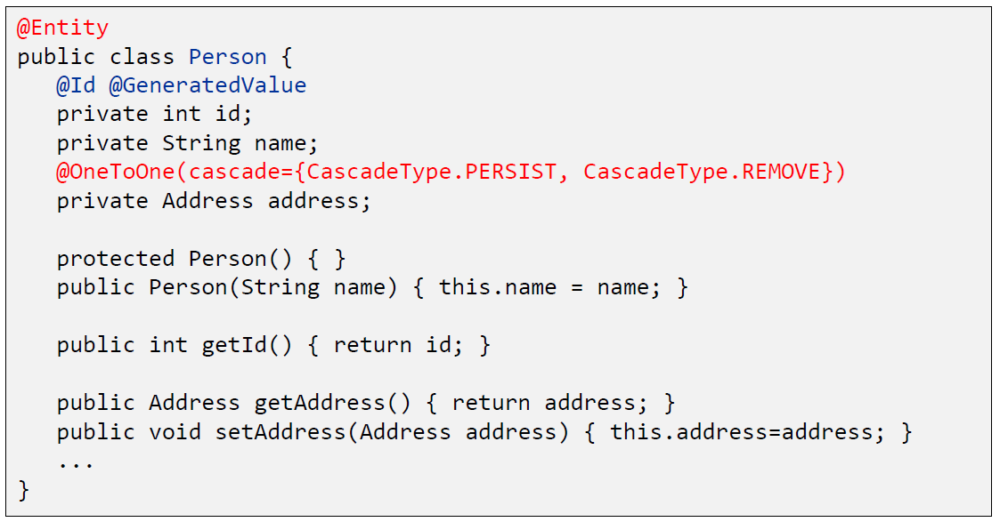 @Entity
public class Person {
   @Id @GeneratedValue
   private int id;
   private String name;
   @OneToOne(cascade={CascadeType.PERSIST, CascadeType.REMOVE})
   private Address address;

   protected Person() { }
   public Person(String name) { this.name = name; }

   public int getId() { return id; }

   public Address getAddress() { return address; }
   public void setAddress(Address address) { this.address=address; }
   ...
}